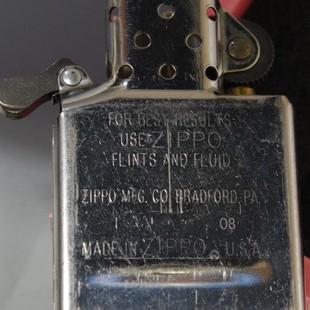 FOR BEST RESULTS
USE ZIPPO
FLINTS AND FLUID
ZIPPO MFG. CO. BRADFORD, PA.
I 08
MADE IN ZIPPO U.S.A.